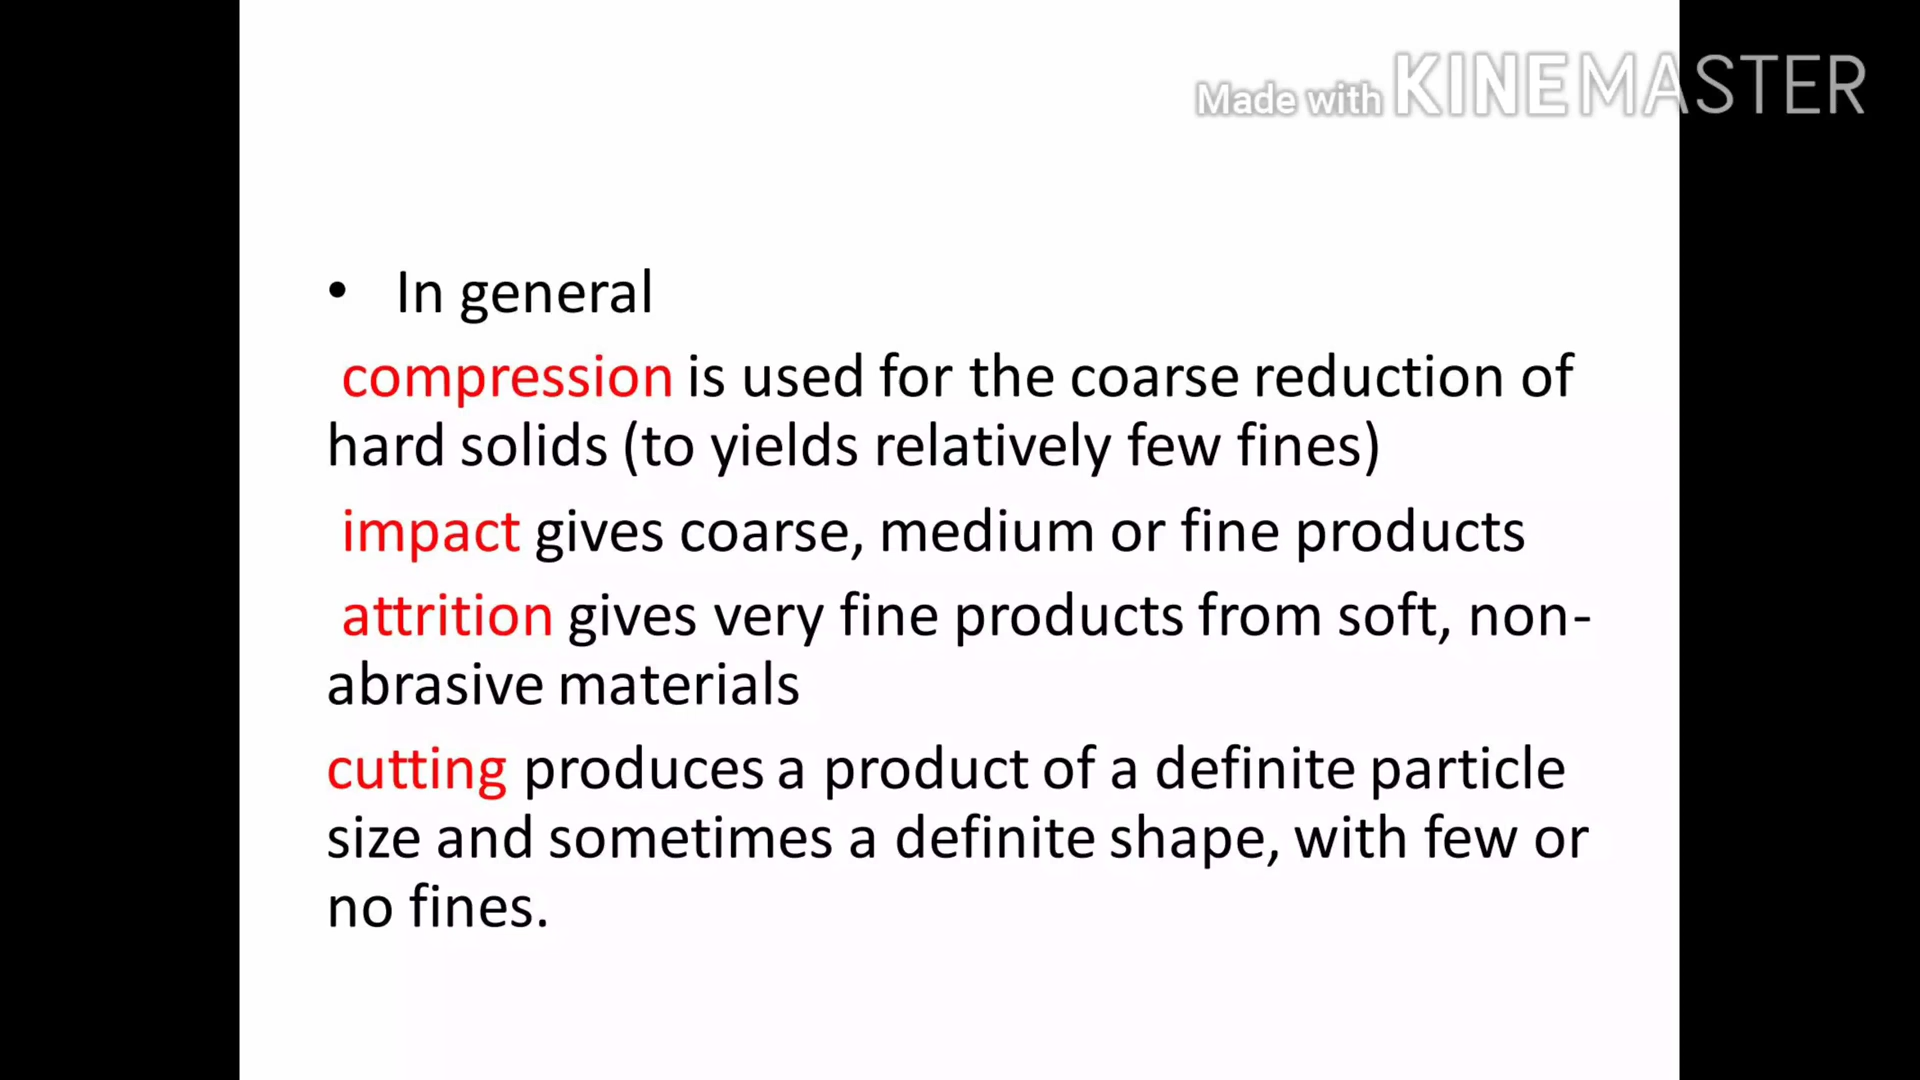 Made with KINEMASTER
• In general
compression is used for the coarse reduction of
hard solids (to yields relatively few fines)
impact gives coarse, medium or fine products
attrition gives very fine products from soft, non-
abrasive materials
cutting produces a product of a definite particle
size and sometimes a definite shape, with few or
no fines.